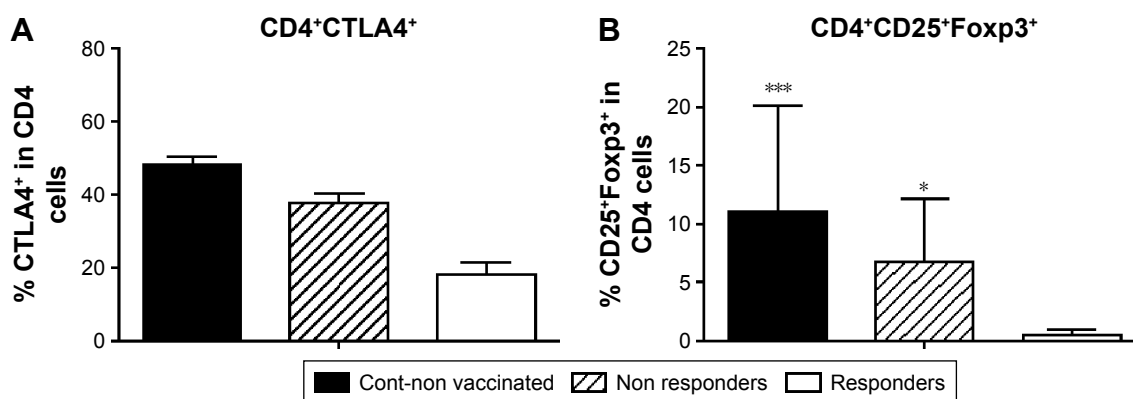 A
CD4⁺CTLA4⁺
80
60
40
20
0
% CTLA4⁺ in CD4
cells
B
CD4⁺CD25⁺Foxp3⁺
25
20
15
10
5
0
% CD25⁺Foxp3⁺ in
CD4 cells
***
*
Cont-non vaccinated Non responders Responders